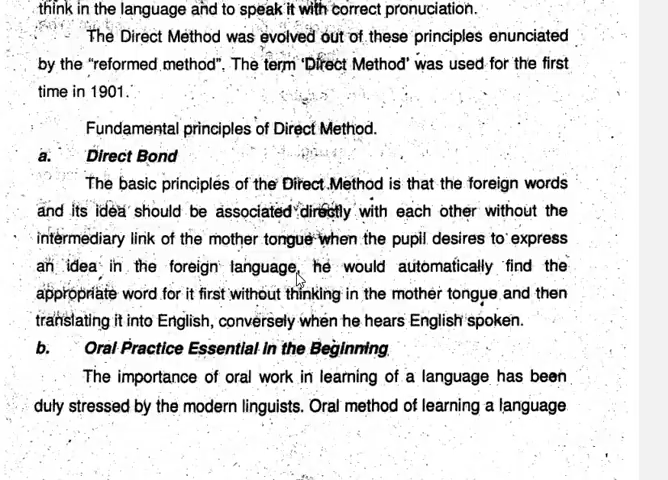 think in the language and to speak it with correct pronuciation.
The Direct Method was evolved out of these principles enunciated
by the "reformed method". The term 'Direct Method' was used for the first
time in 1901.
Fundamental principles of Direct Method.
a. Direct Bond
The basic principles of the Direct Method is that the foreign words
and its idea should be associated directly with each other without the
intermediary link of the mother tongue when the pupil desires to express
an idea in the foreign language, he would automatically find the
appropriate word for it first without thinking in the mother tongue and then
translating it into English, conversely when he hears English spoken.
b. Oral Practice Essential in the Beginning
The importance of oral work in learning of a language has been
duly stressed by the modern linguists. Oral method of learning a language